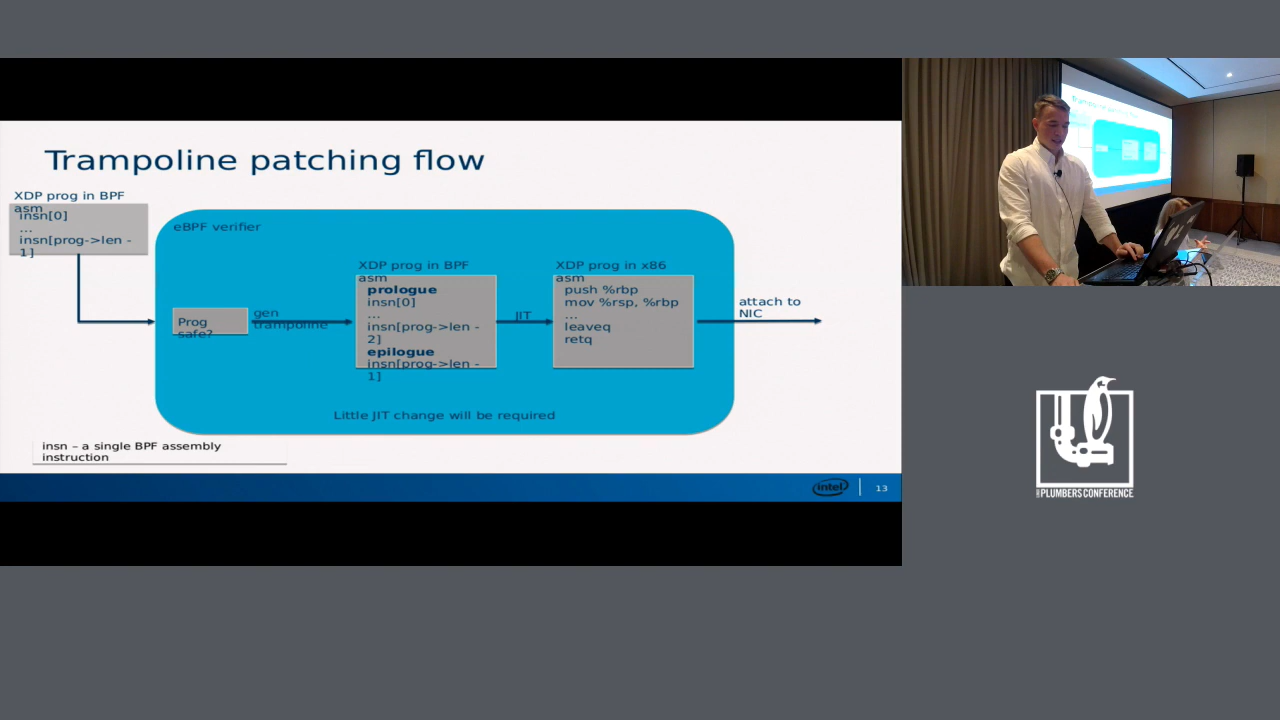 Trampoline patching flow
XDP prog in BPF
asm
insn[0]
...
insn[prog->len -
1]
eBPF verifier
Prog
safe?
gen
trampoline
XDP prog in BPF
asm
prologue
insn[0]
...
insn[prog->len -
2]
epilogue
insn[prog->len -
1]
JIT
XDP prog in x86
asm
push %rbp
mov %rsp, %rbp
...
leaveq
retq
attach to
NIC
Little JIT change will be required
insn – a single BPF assembly
instruction
intel
13
PLUMBERS CONFERENCE